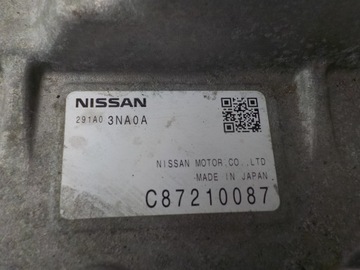 NISSAN
291A0 3NA0A
NISSAN MOTOR.CO.,LTD
MADE IN JAPAN
C87210087